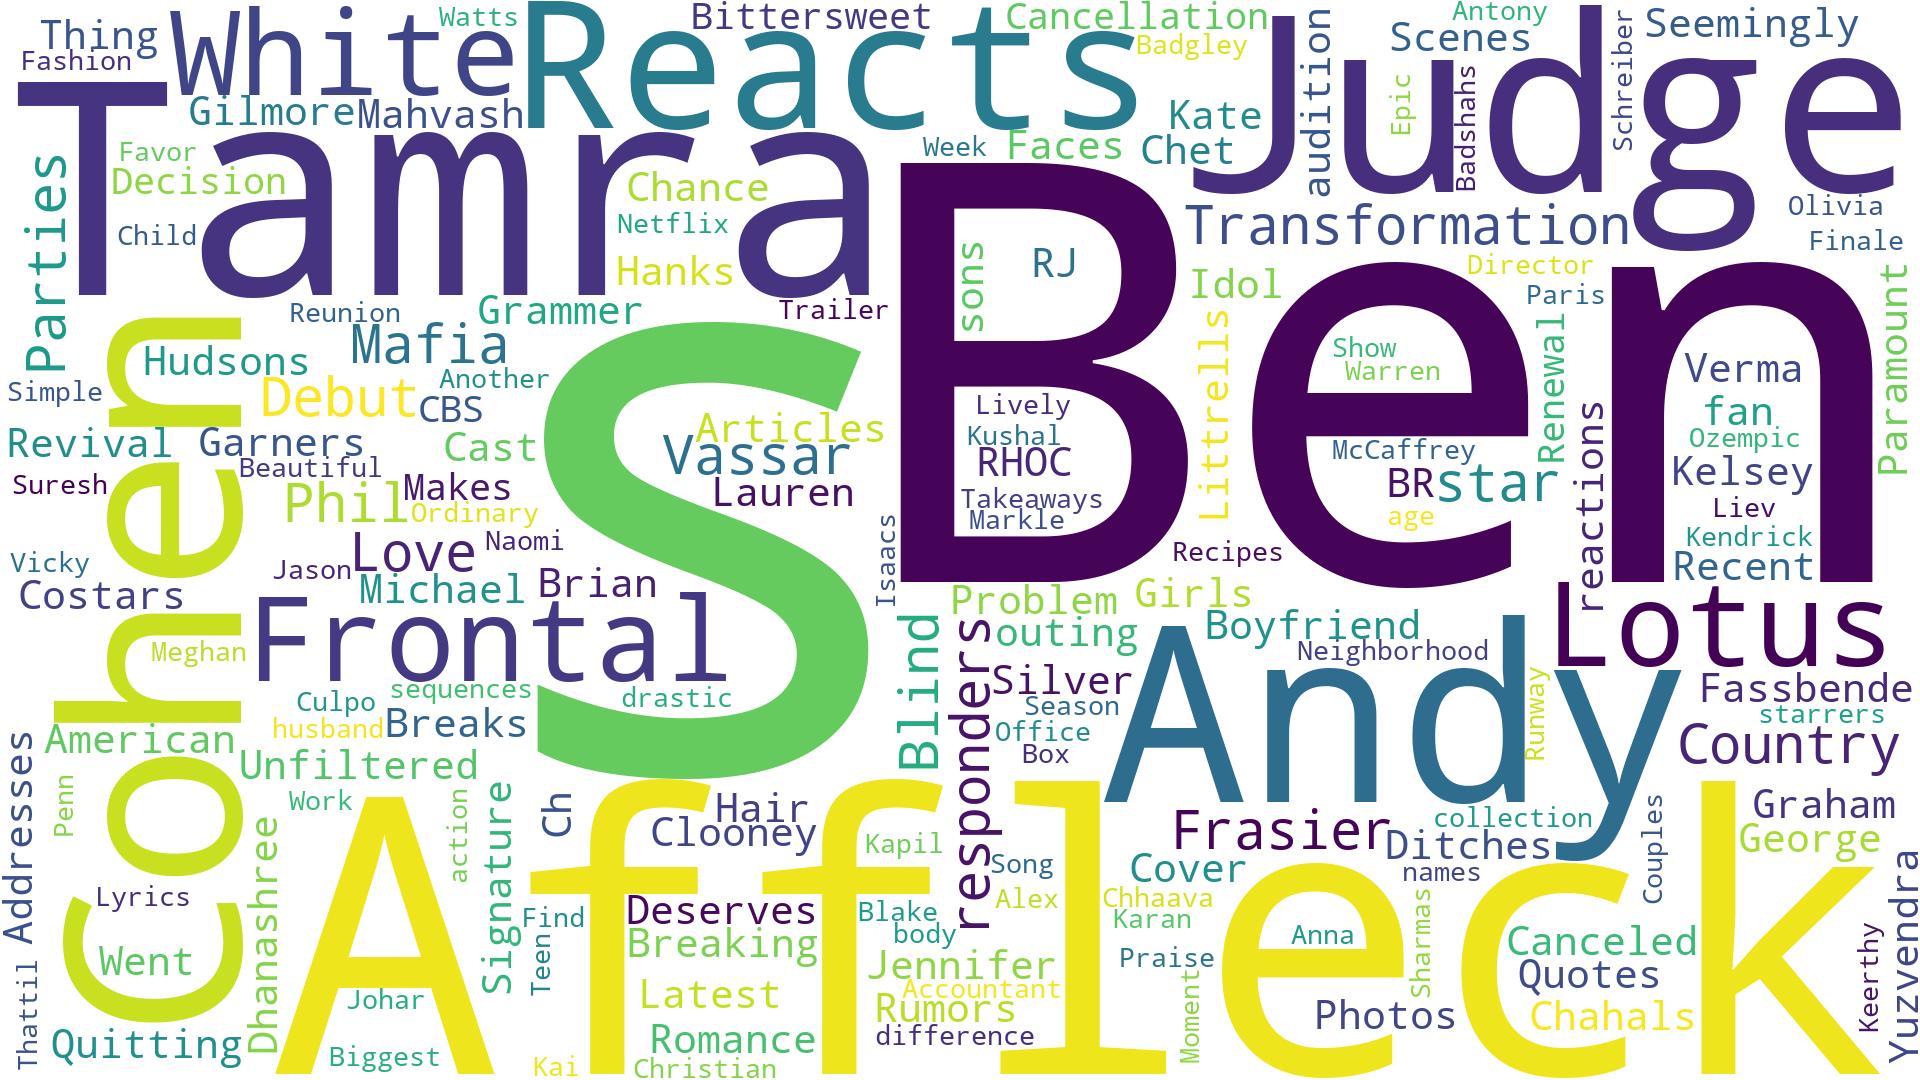 Thing
Fashion
White
Watts
Reacts
Bittersweet
Cancellation
Badgley
Judge
audition
Scenes
Antony
Epic
Badshahs
Schreiber
Seemingly
Tamra
Gilmore
Mahvash
Kate
Chet
Week
Faces
Parties
Favor
Decision
Child
Chance
Netflix
Hanks
Ben
Transformation
Olivia
Finale
sons
RJ
Idol
Director
Paris
Paramount
Reunion
Grammer
Trailer
Cohen
Mafia
S
Hudsons
Simple
Debut
Another
CBS
Littrells
Show
Warren
Renewal
Verma
fan
Ozempic
Revival
Garners
Beautiful
Cast
Articles
Vassar
Lauren
Lively
Kushal
RHOC
Takeaways
Markle
McCaffrey
BR
star
age
reactions
Kelsey
Liev
Kendrick
Recent
Suresh
Phil
Makes
Ordinary
Isaacs
Recipes
Vicky
Costars
Jason
Love
Naomi
Michael
Brian
Problem
Girls
Lotus
Meghan
Frontal
Blind
responders
outing
Boyfriend
Neighborhood
Andy
Silver
Season
Office
Box
Runway
Fassbende
starrers
Country
American
Culpo
sequences
husband
Breaks
drastic
Addresses
Unfiltered
Work
Penn
action
Signature
Ch
Hair
Clooney
Affleck
Kapil
Frasier
Ditches
collection
Couples
Graham
George
Dhanashree
Song
Cover
names
Lyrics
Went
Find
Teen
Deserves
Breaking
Blake
body
Alex
Chhaava
Karan
Anna
Sharmas
Canceled
Quotes
Keerthy
Yuzvendra
Thattil
Johar
Latest
Jennifer
Accountant
Rumors
Praise
Moment
Photos
Chahals
Quitting
Biggest
Romance
difference
Kai
Christian